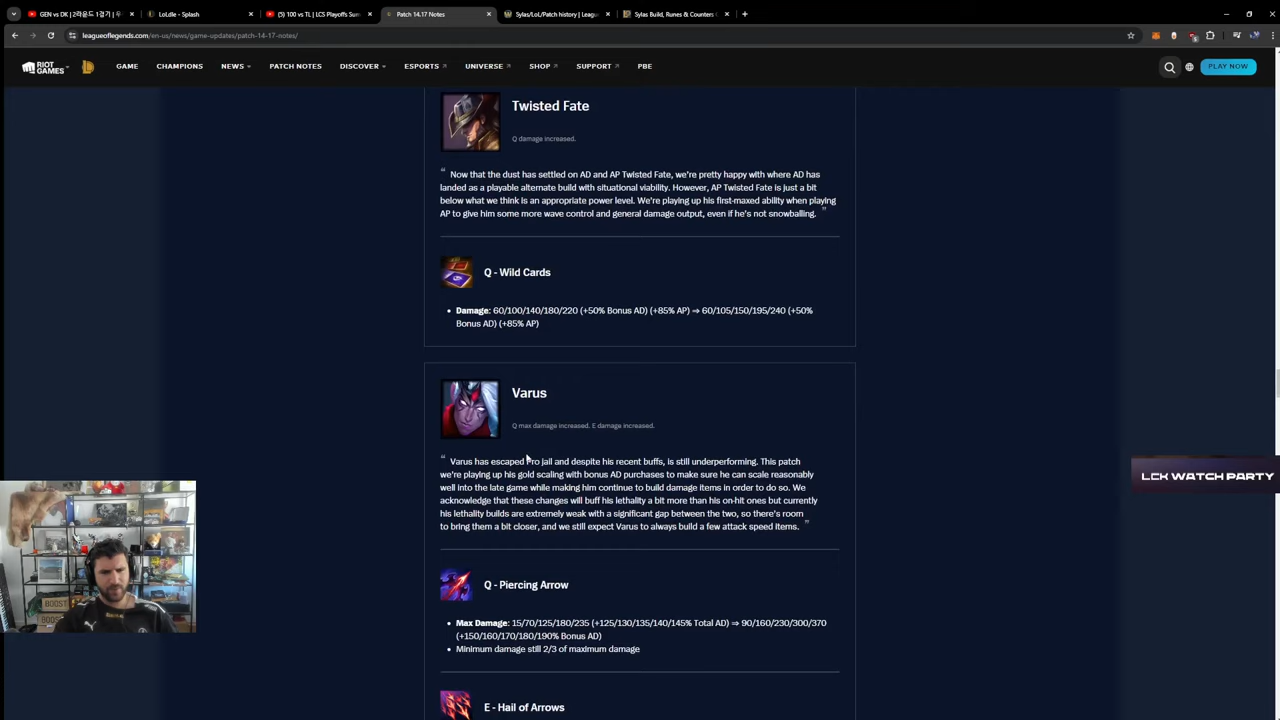 GEN vs DK | 2라운드 1경기 | 우
LoLdle - Splash
(5) 100 vs TL | LCS Playoffs Sum
Patch 14.17 Notes
Sylas/LoL/Patch history | Leagu
Sylas Build, Runes & Counters
leagueoflegends.com/en-us/news/game-updates/patch-14-17-notes/
RIOT GAMES
GAME
CHAMPIONS
NEWS
PATCH NOTES
DISCOVER
ESPORTS
UNIVERSE
SHOP
SUPPORT
PBE
PLAY NOW
Twisted Fate
Q damage increased.
“ Now that the dust has settled on AD and AP Twisted Fate, we're pretty happy with where AD has
landed as a playable alternate build with situational viability. However, AP Twisted Fate is just a bit
below what we think is an appropriate power level. We're playing up his first-maxed ability when playing
AP to give him some more wave control and general damage output, even if he's not snowballing. ”
Q - Wild Cards
• Damage: 60/100/140/180/220 (+50% Bonus AD) (+85% AP) ⇒ 60/105/150/195/240 (+50%
Bonus AD) (+85% AP)
Varus
Q max damage increased. E damage increased.
“ Varus has escaped Pro jail and despite his recent buffs, is still underperforming. This patch
we're playing up his gold scaling with bonus AD purchases to make sure he can scale reasonably
well into the late game while making him continue to build damage items in order to do so. We
acknowledge that these changes will buff his lethality a bit more than his on-hit ones but currently
his lethality builds are extremely weak with a significant gap between the two, so there's room
to bring them a bit closer, and we still expect Varus to always build a few attack speed items. ”
Q - Piercing Arrow
• Max Damage: 15/70/125/180/235 (+125/130/135/140/145% Total AD) ⇒ 90/160/230/300/370
(+150/160/170/180/190% Bonus AD)
• Minimum damage still 2/3 of maximum damage
E - Hail of Arrows
LCK WATCH PARTY
BOOST
BOOST